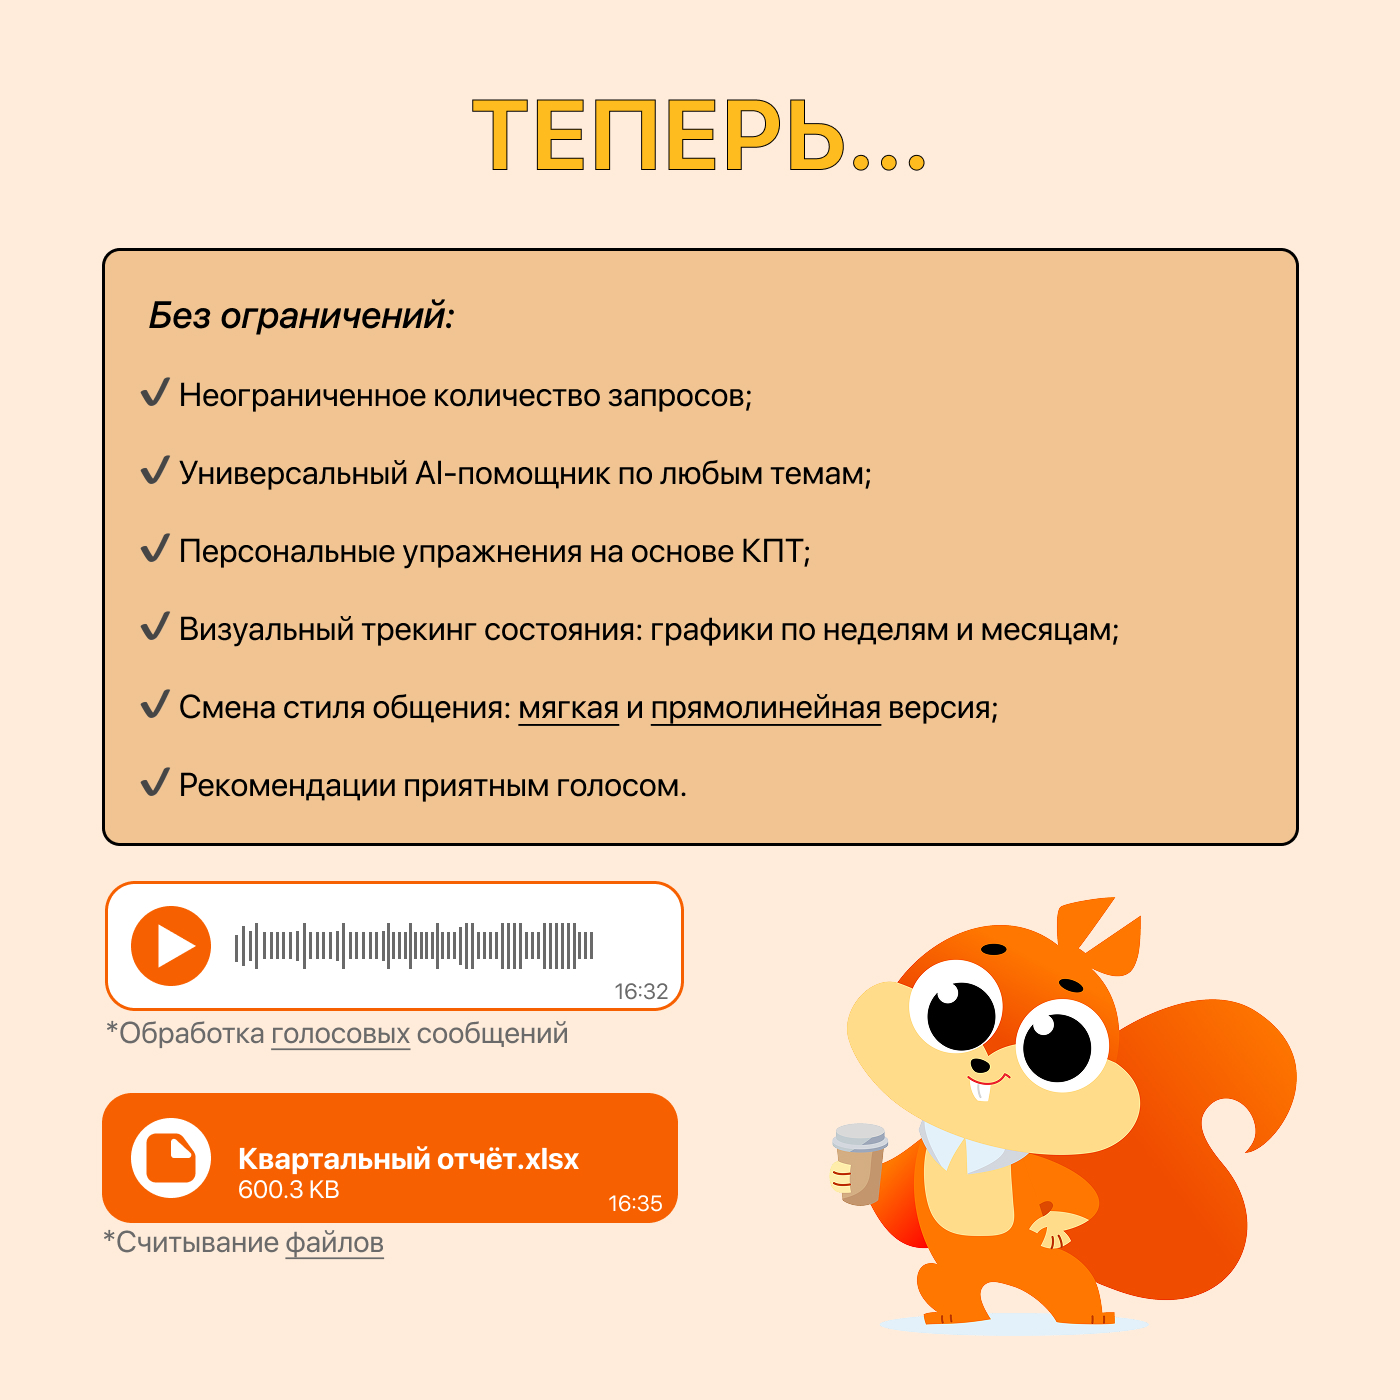 ТЕПЕРЬ...
Без ограничений:
✔ Неограниченное количество запросов;
✔ Универсальный AI-помощник по любым темам;
✔ Персональные упражнения на основе КПТ;
✔ Визуальный трекинг состояния: графики по неделям и месяцам;
✔ Смена стиля общения: мягкая и прямолинейная версия;
✔ Рекомендации приятным голосом.
16:32
*Обработка голосовых сообщений
Квартальный отчёт.xlsx
600.3 KB
16:35
*Считывание файлов